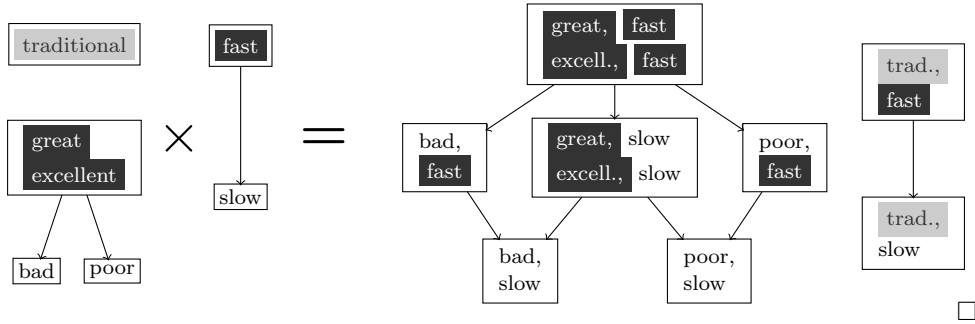 traditional
great
excellent
bad
poor
×
fast
slow
=
great, fast
excell., fast
bad,
fast
great, slow
excell., slow
poor,
fast
bad,
slow
poor,
slow
trad.,
fast
trad.,
slow